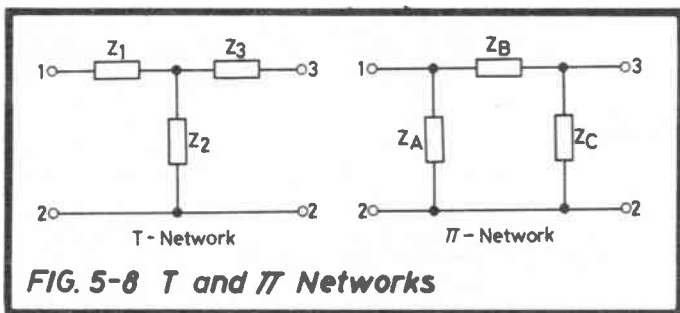 Z1 Z3
1 3
Z2
2 2
T - Network
ZB
1 3
ZA ZC
2 2
π - Network
FIG. 5-8 T and π Networks